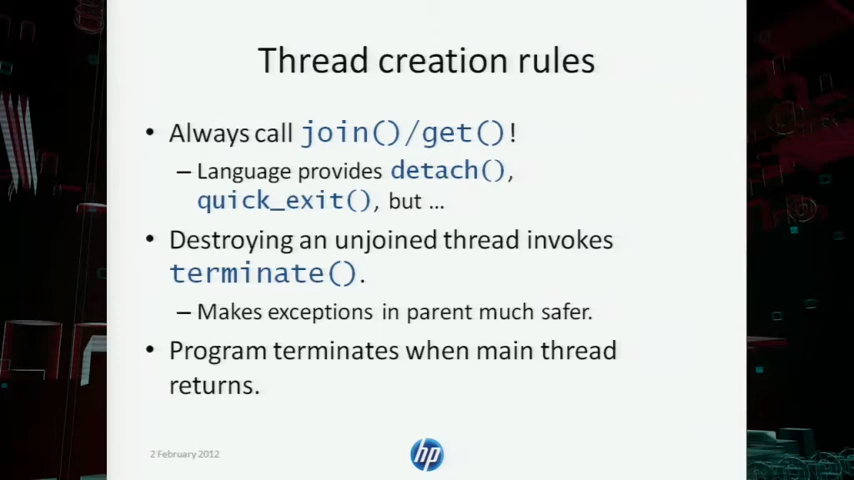 Thread creation rules
• Always call join()/get()!
– Language provides detach(),
quick_exit(), but …
• Destroying an unjoined thread invokes
terminate().
– Makes exceptions in parent much safer.
• Program terminates when main thread
returns.
2 February 2012
hp